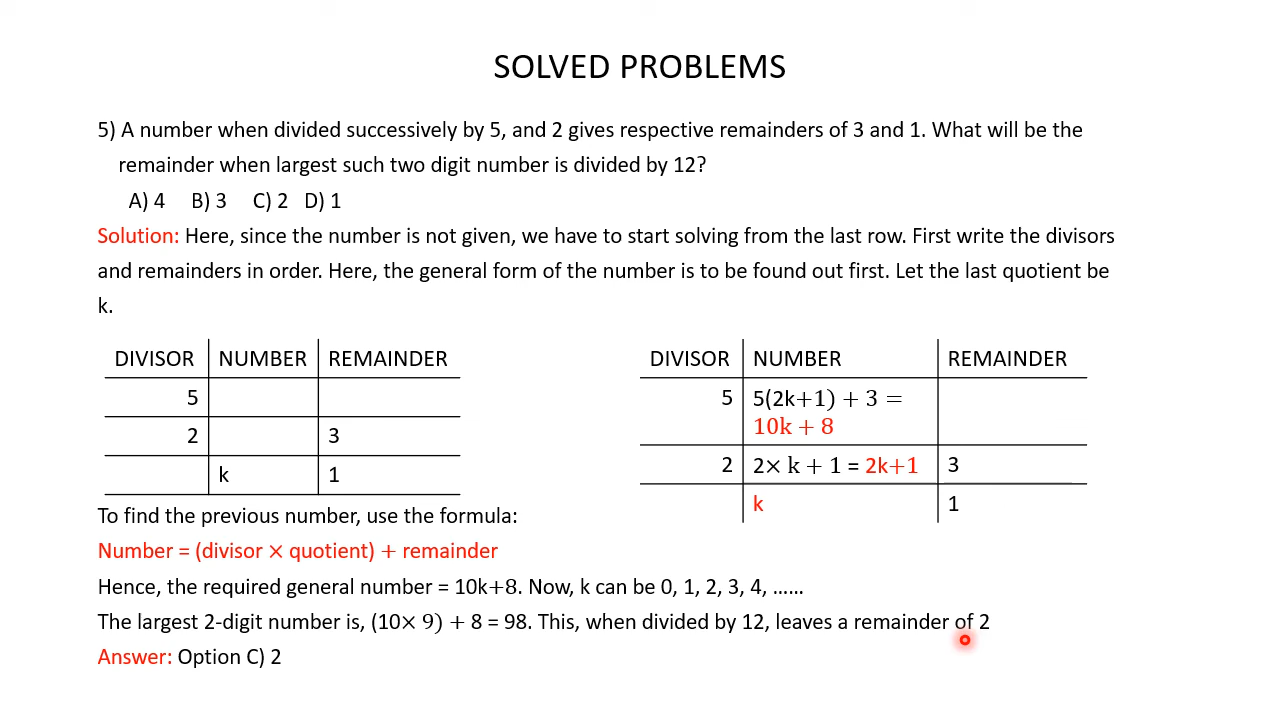 SOLVED PROBLEMS
5) A number when divided successively by 5, and 2 gives respective remainders of 3 and 1. What will be the
remainder when largest such two digit number is divided by 12?
A) 4 B) 3 C) 2 D) 1
Solution: Here, since the number is not given, we have to start solving from the last row. First write the divisors
and remainders in order. Here, the general form of the number is to be found out first. Let the last quotient be
k.
DIVISOR NUMBER REMAINDER
5
2 3
k 1
DIVISOR NUMBER REMAINDER
5 5(2k+1) + 3 =
10k + 8
2 2× k + 1 = 2k+1 3
k 1
To find the previous number, use the formula:
Number = (divisor × quotient) + remainder
Hence, the required general number = 10k+8. Now, k can be 0, 1, 2, 3, 4, ......
The largest 2-digit number is, (10× 9) + 8 = 98. This, when divided by 12, leaves a remainder of 2
Answer: Option C) 2